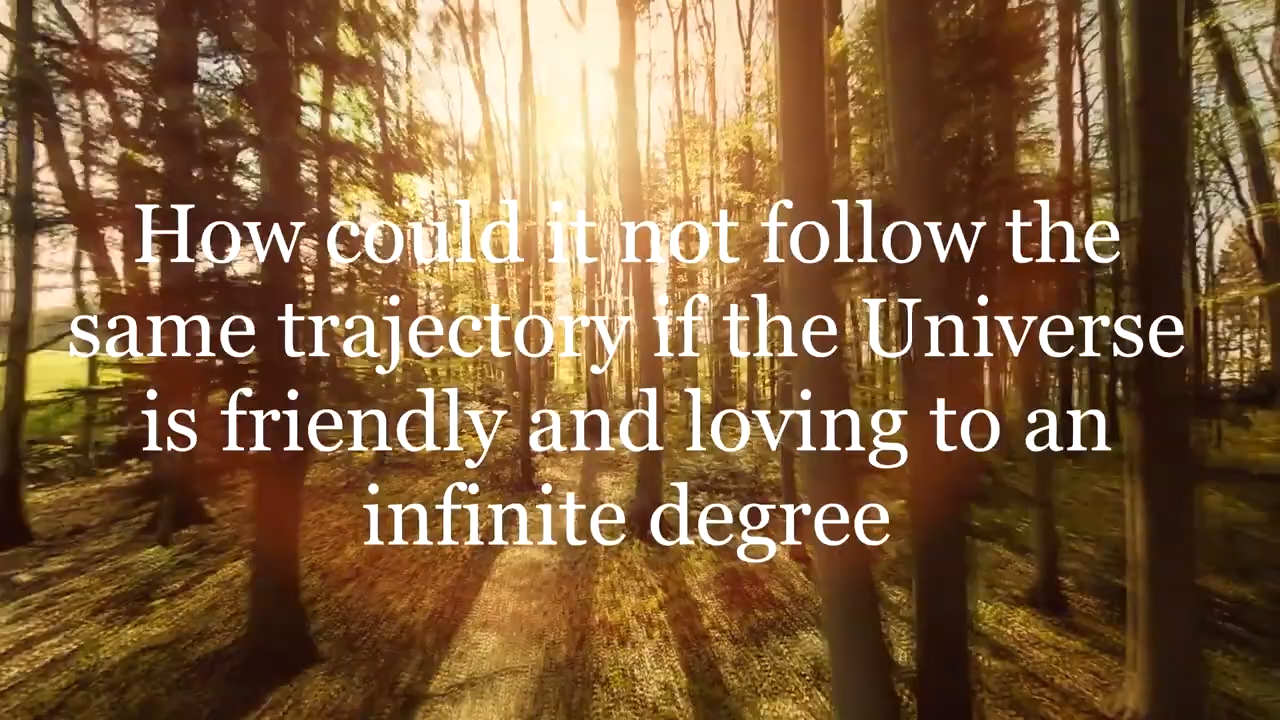 How could it not follow the
same trajectory if the Universe
is friendly and loving to an
infinite degree